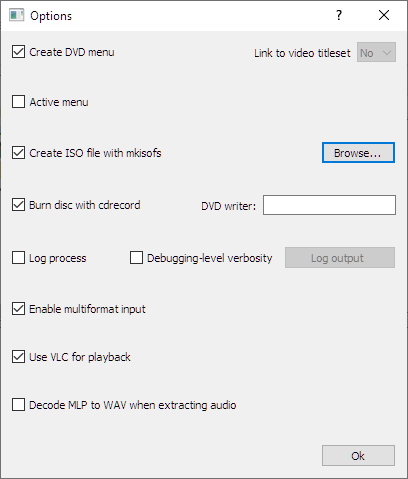 Options
Create DVD menu
Link to video titleset
No
Active menu
Create ISO file with mkisofs
Browse...
Burn disc with cdrecord
DVD writer:
Log process
Debugging-level verbosity
Log output
Enable multiformat input
Use VLC for playback
Decode MLP to WAV when extracting audio
Ok